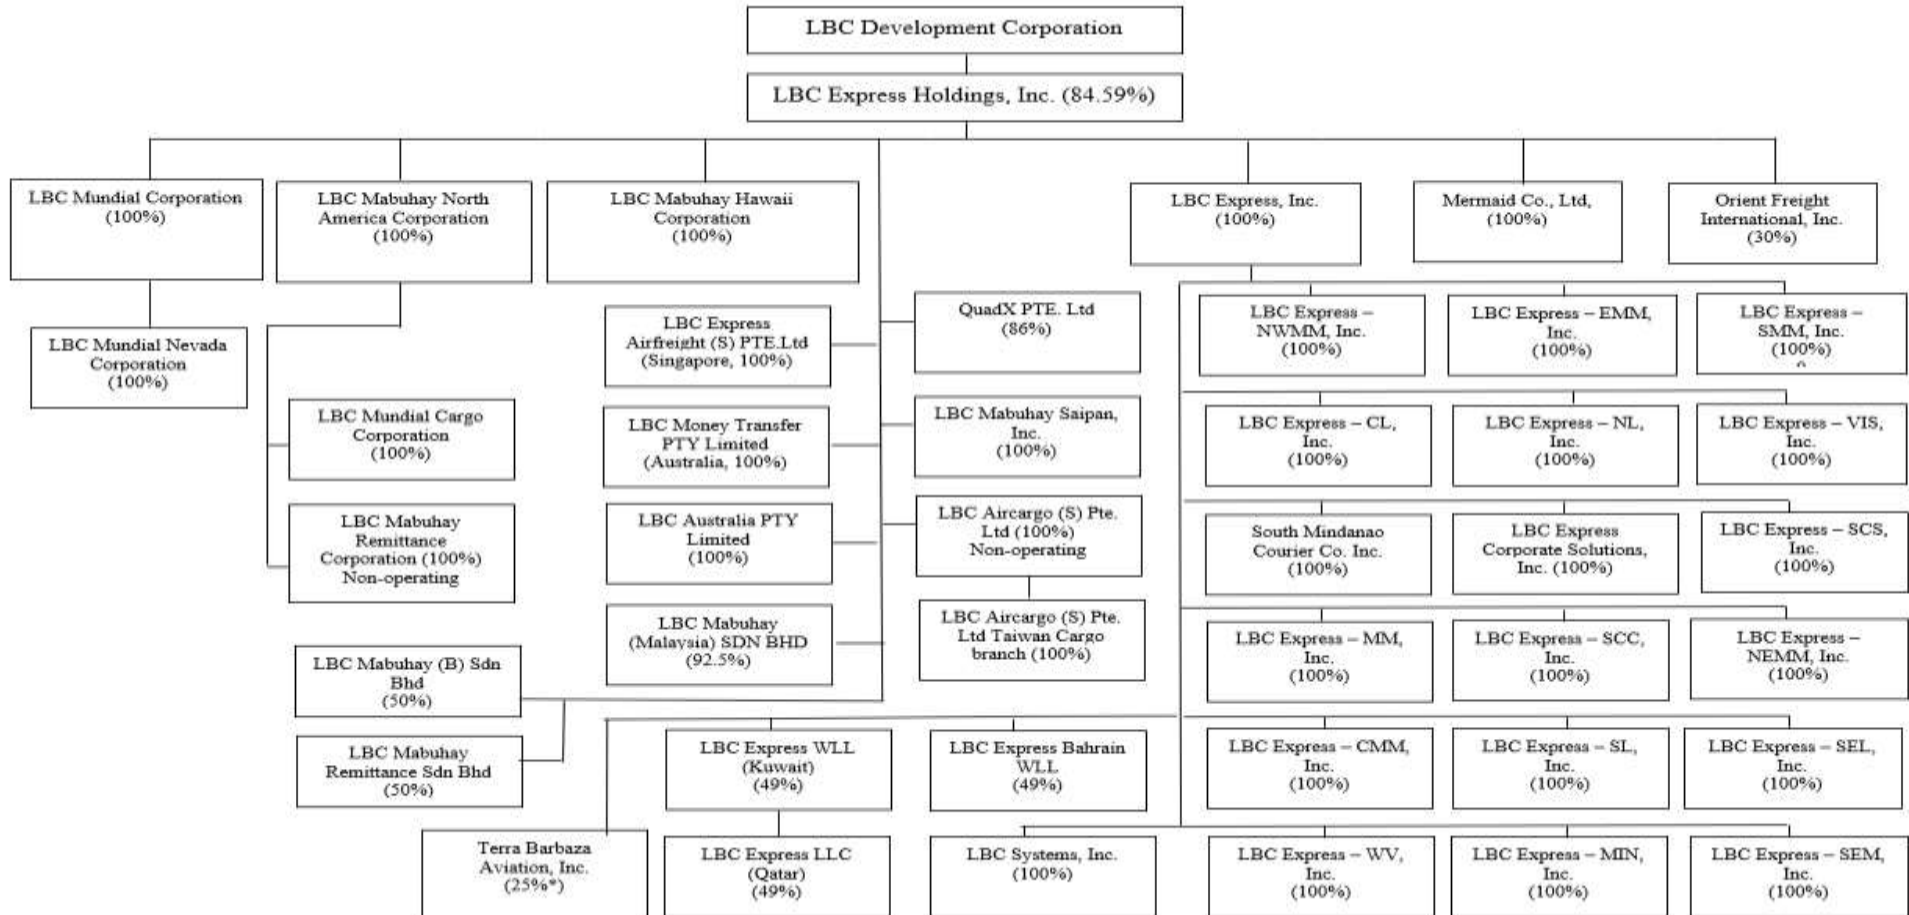 LBC Development Corporation
LBC Express Holdings, Inc. (84.59%)
LBC Mundial Corporation
(100%)
LBC Mabuhay North
America Corporation
(100%)
LBC Mabuhay Hawaii
Corporation
(100%)
LBC Express, Inc.
(100%)
Mermaid Co., Ltd,
(100%)
Orient Freight
International, Inc.
(30%)
LBC Mundial Nevada
Corporation
(100%)
LBC Mundial Cargo
Corporation
(100%)
LBC Mabuhay
Remittance
Corporation (100%)
Non-operating
LBC Express
Airfreight (S) PTE.Ltd
(Singapore, 100%)
LBC Money Transfer
PTY Limited
(Australia, 100%)
LBC Australia PTY
Limited
(100%)
LBC Mabuhay
(Malaysia) SDN BHD
(92.5%)
QuadX PTE. Ltd
(86%)
LBC Mabuhay Saipan,
Inc.
(100%)
LBC Aircargo (S) Pte.
Ltd (100%)
Non-operating
LBC Aircargo (S) Pte.
Ltd Taiwan Cargo
branch (100%)
LBC Mabuhay (B) Sdn
Bhd
(50%)
LBC Mabuhay
Remittance Sdn Bhd
(50%)
LBC Express –
NWMM, Inc.
(100%)
LBC Express – EMM,
Inc.
(100%)
LBC Express –
SMM, Inc.
(100%)
LBC Express – CL,
Inc.
(100%)
LBC Express – NL,
Inc.
(100%)
LBC Express – VIS,
Inc.
(100%)
South Mindanao
Courier Co. Inc.
(100%)
LBC Express
Corporate Solutions,
Inc. (100%)
LBC Express – SCS,
Inc.
(100%)
LBC Express – MM,
Inc.
(100%)
LBC Express – SCC,
Inc.
(100%)
LBC Express –
NEMM, Inc.
(100%)
LBC Express WLL
(Kuwait)
(49%)
LBC Express Bahrain
WLL
(49%)
LBC Express – CMM,
Inc.
(100%)
LBC Express – SL,
Inc.
(100%)
LBC Express – SEL,
Inc.
(100%)
Terra Barbaza
Aviation, Inc.
(25%*)
LBC Express LLC
(Qatar)
(49%)
LBC Systems, Inc.
(100%)
LBC Express – WV,
Inc.
(100%)
LBC Express – MIN,
Inc.
(100%)
LBC Express – SEM,
Inc.
(100%)